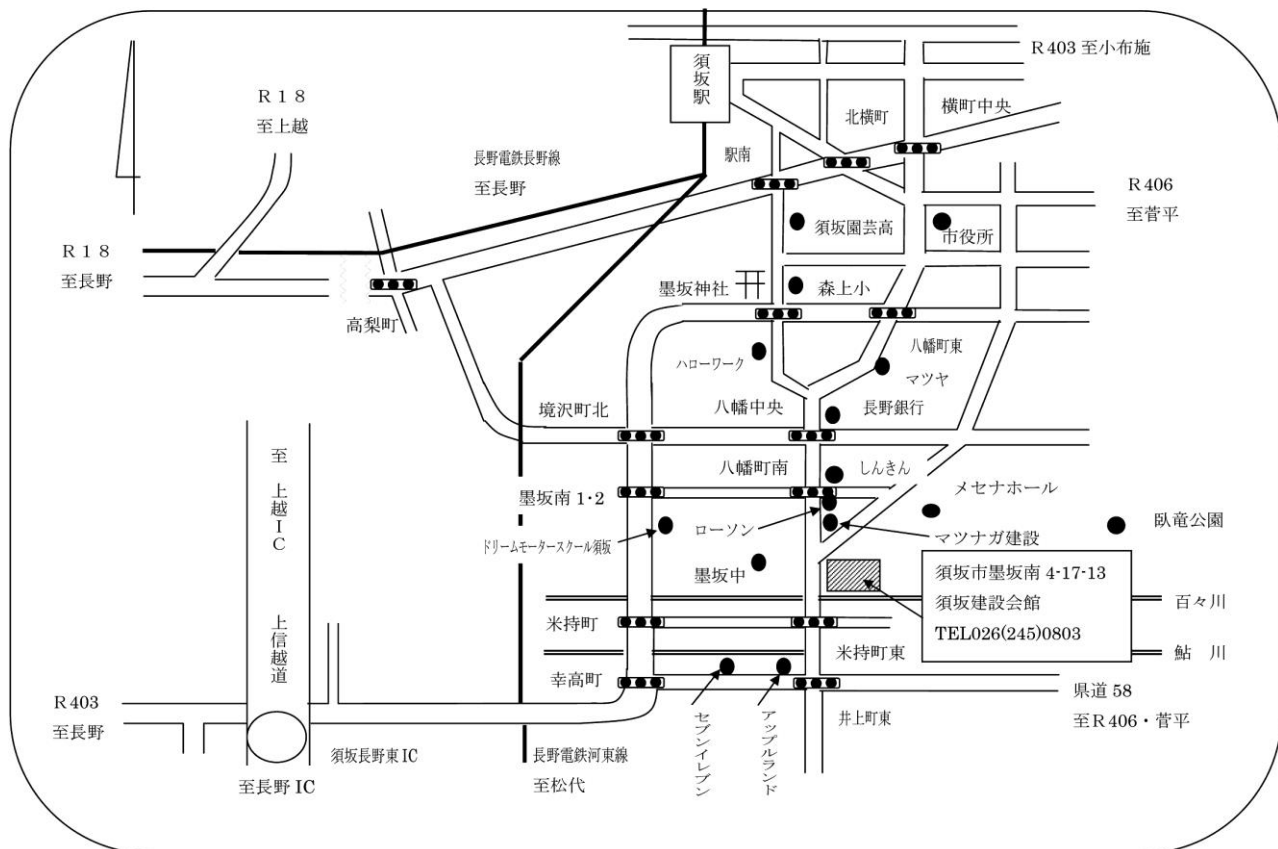 R403 至小布施
須坂駅
R18
至上越
北横町
横町中央
長野電鉄長野線
至長野
駅南
R406
至菅平
須坂園芸高
市役所
R18
至長野
墨坂神社
森上小
高梨町
ハローワーク
八幡町東
マツヤ
境沢町北
八幡中央
長野銀行
八幡町南
しんきん
墨坂南 1・2
メセナホール
ドリームモータースクール須坂
ローソン
マツナガ建設
臥竜公園
墨坂中
須坂市墨坂南 4-17-13
須坂建設会館
TEL026(245)0803
百々川
米持町
米持町東
鮎 川
至 上越IC 上信越道
幸高町
R403
至長野
県道 58
至R406・菅平
セブンイレブン
アップルランド
井上町東
須坂長野東 IC
長野電鉄河東線
至松代
至長野 IC